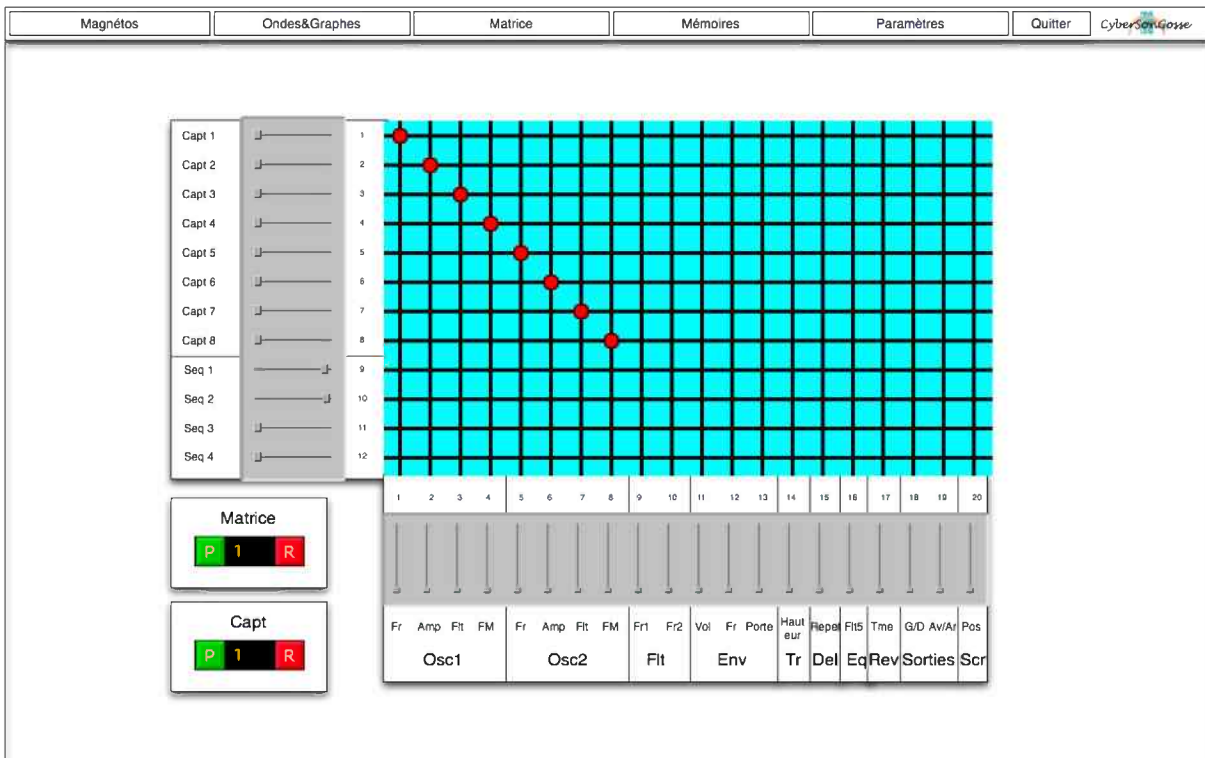 Magnétos Ondes&Graphes Matrice Mémoires Paramètres Quitter CyberSonGosse
Capt 1 1
Capt 2 2
Capt 3 3
Capt 4 4
Capt 5 5
Capt 6 6
Capt 7 7
Capt 8 8
Seq 1 9
Seq 2 10
Seq 3 11
Seq 4 12
1 2 3 4 5 6 7 8 9 10 11 12 13 14 15 16 17 18 19 20
Matrice
P 1 R
Capt
P 1 R
Fr Amp Flt FM Fr Amp Flt FM Fr1 Fr2 Vol Fr Porte Haut eur Repet Flt5 Tme G/D Av/Ar Pos
Osc1 Osc2 Flt Env Tr Del Eq Rev Sorties Scr